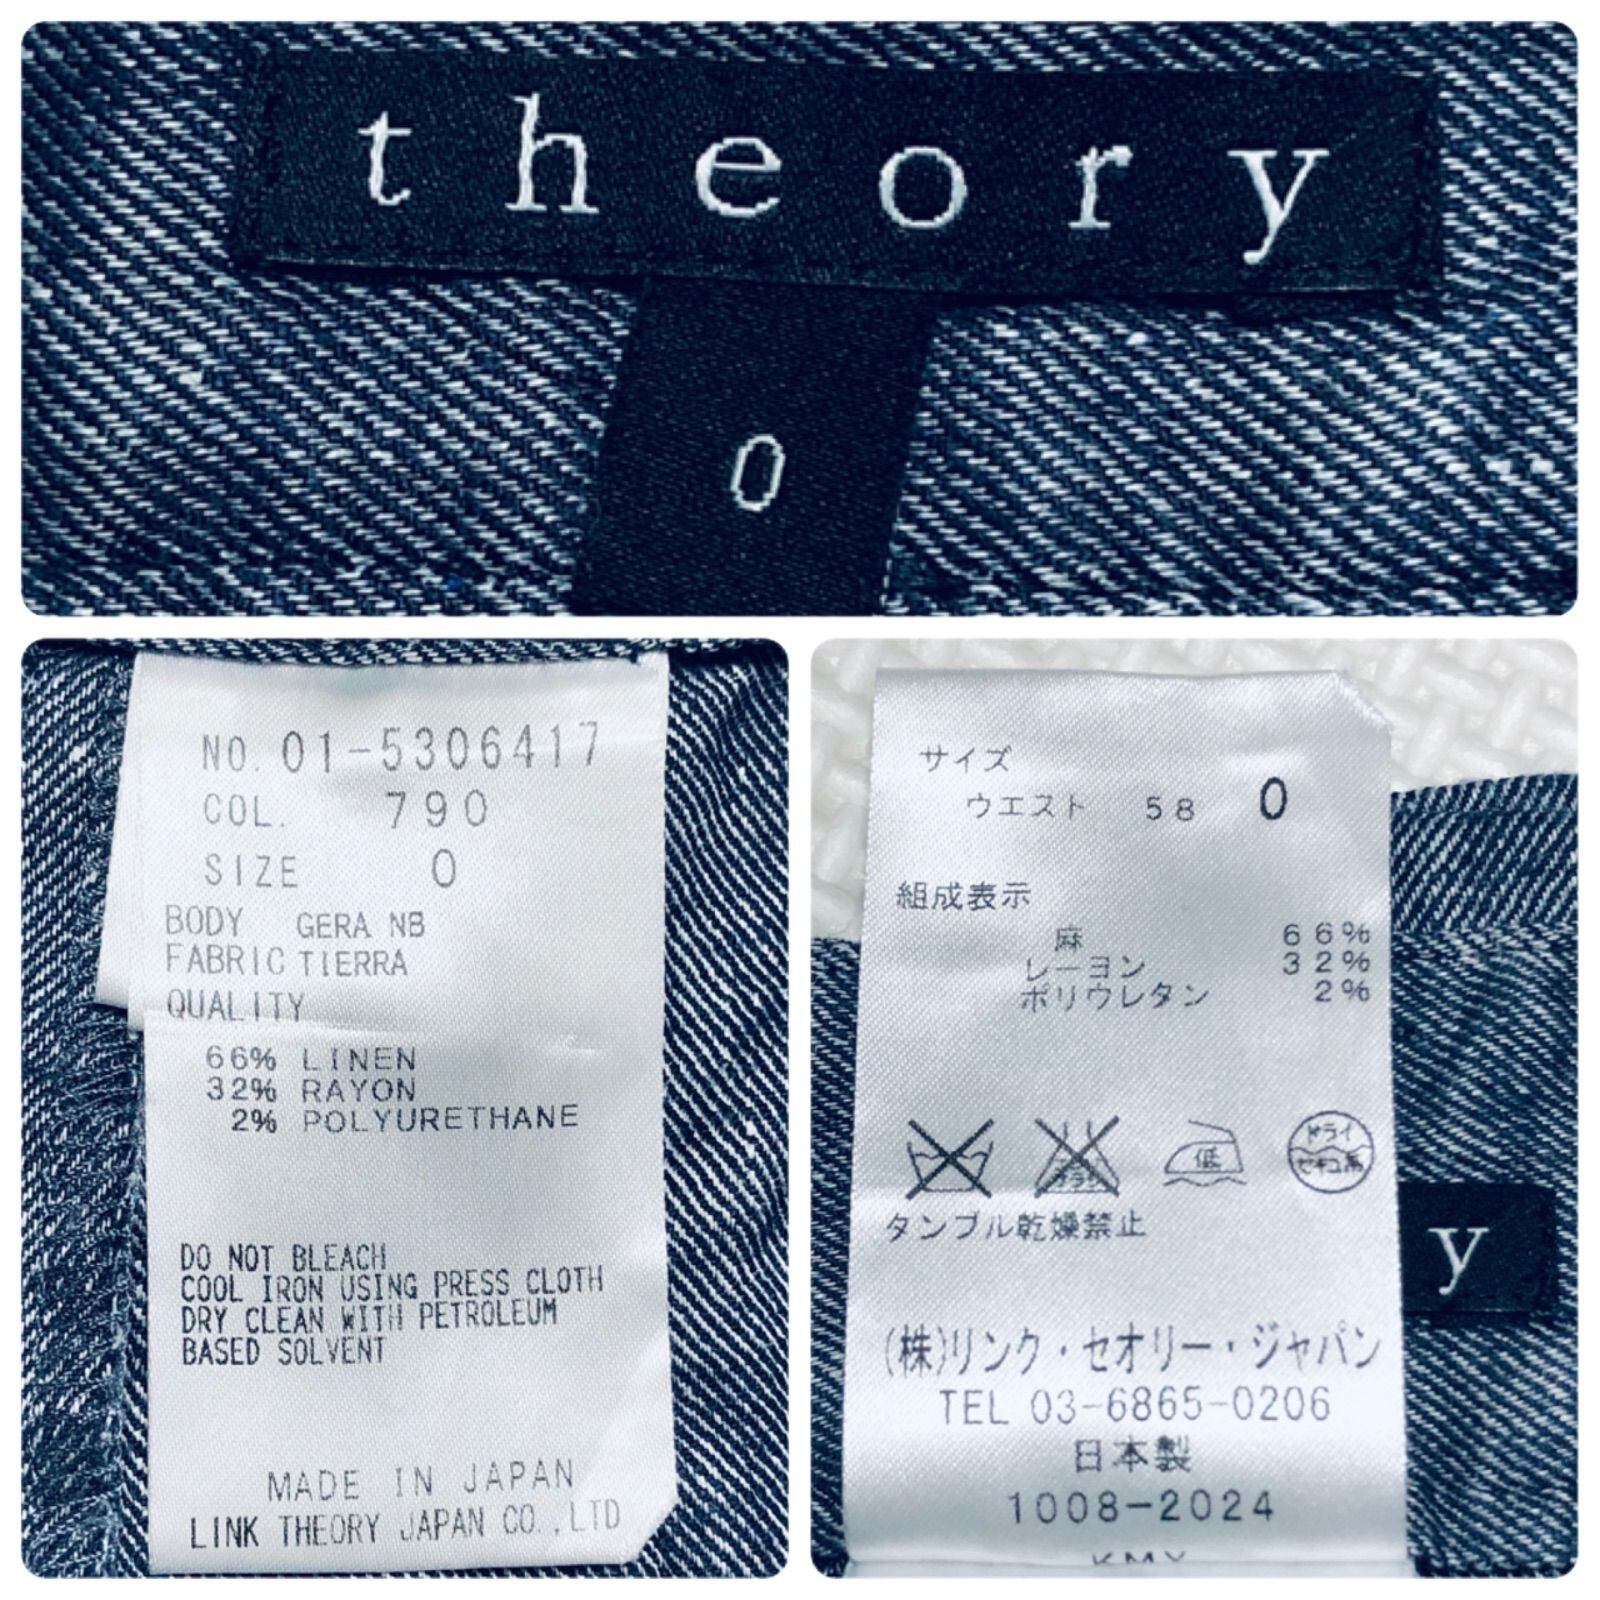 theory
0
NO. 01-5306417
COL. 790
SIZE 0
BODY GERA NB
FABRIC TIERRA
QUALITY
66% LINEN
32% RAYON
2% POLYURETHANE
DO NOT BLEACH
COOL IRON USING PRESS CLOTH
DRY CLEAN WITH PETROLEUM
BASED SOLVENT
MADE IN JAPAN
LINK THEORY JAPAN CO.,LTD
サイズ
ウエスト 58 0
組成表示
麻 66%
レーヨン 32%
ポリウレタン 2%
低
ドライ
セキユ系
タンブル乾燥禁止
(株)リンク・セオリー・ジャパン
TEL 03-6865-0206
日本製
1008-2024
y